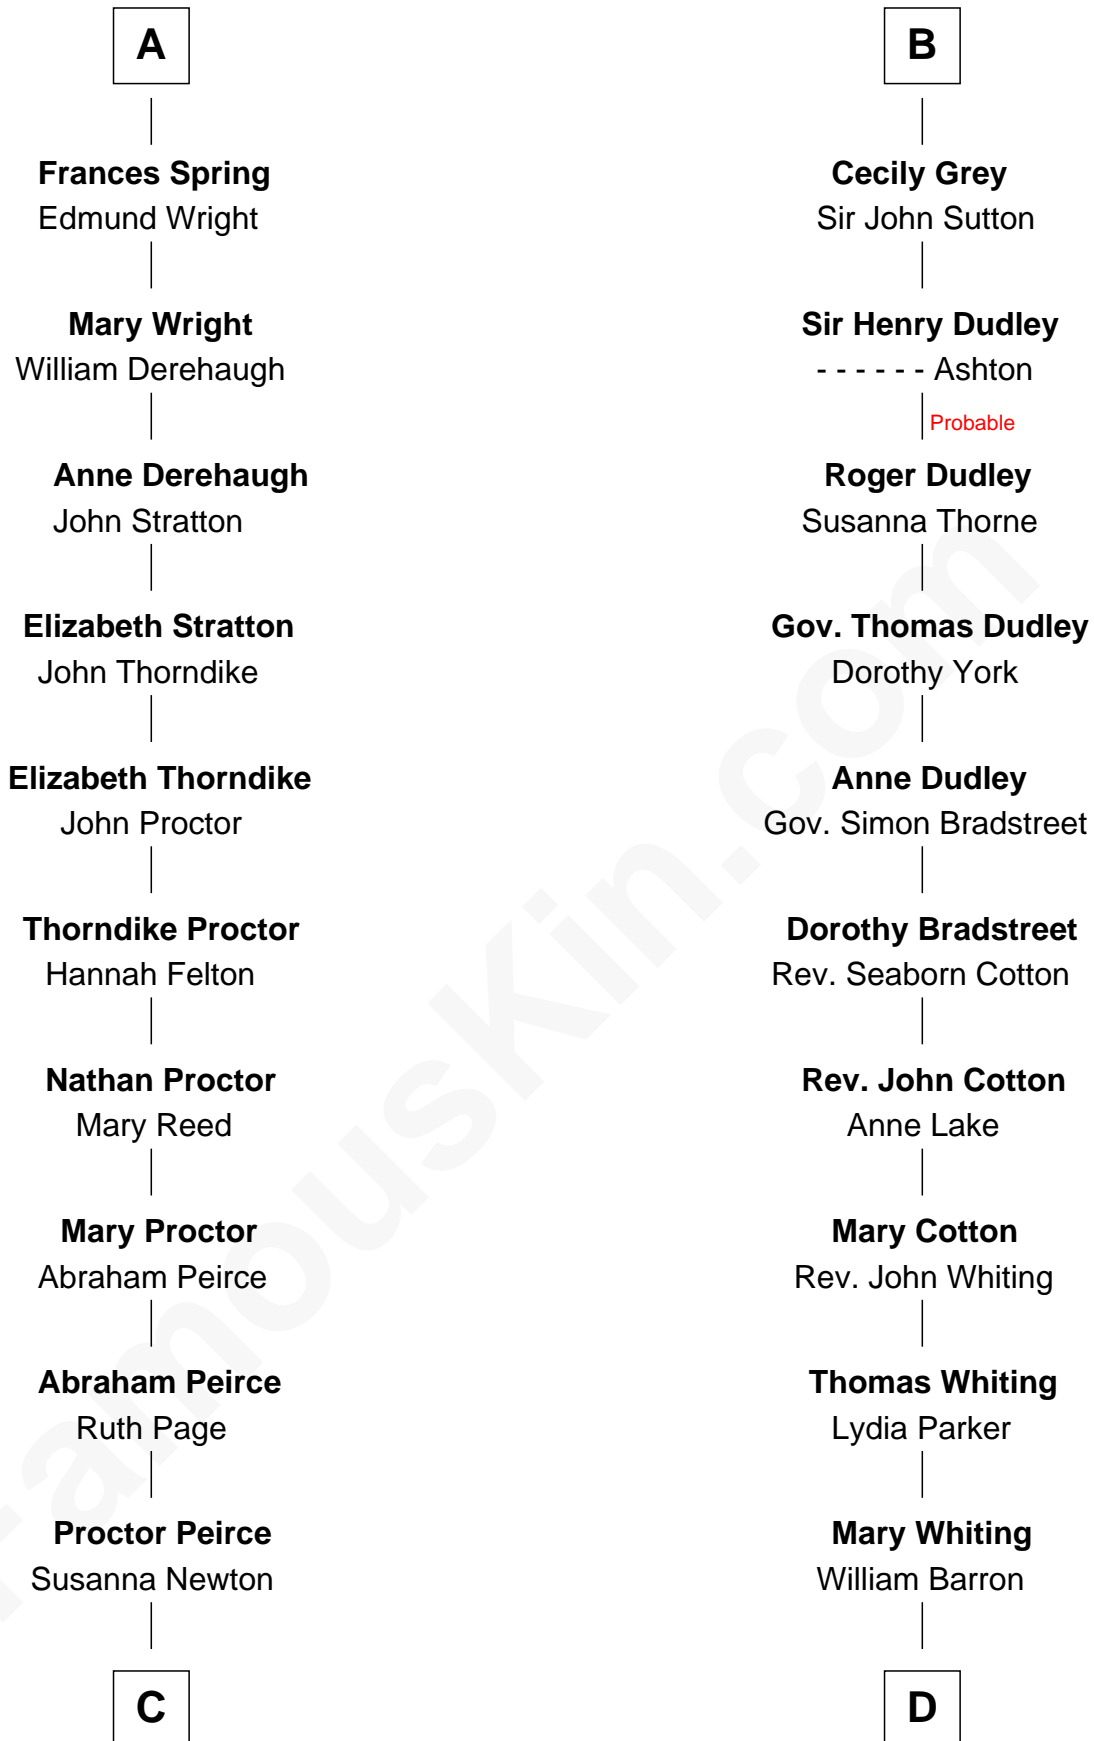 A
Frances Spring
Edmund Wright
Mary Wright
William Derehaugh
Anne Derehaugh
John Stratton
Elizabeth Stratton
John Thorndike
Elizabeth Thorndike
John Proctor
Thorndike Proctor
Hannah Felton
Nathan Proctor
Mary Reed
Mary Proctor
Abraham Peirce
Abraham Peirce
Ruth Page
Proctor Peirce
Susanna Newton
C
B
Cecily Grey
Sir John Sutton
Sir Henry Dudley
- - - - - - Ashton
Probable
Roger Dudley
Susanna Thorne
Gov. Thomas Dudley
Dorothy York
Anne Dudley
Gov. Simon Bradstreet
Dorothy Bradstreet
Rev. Seaborn Cotton
Rev. John Cotton
Anne Lake
Mary Cotton
Rev. John Whiting
Thomas Whiting
Lydia Parker
Mary Whiting
William Barron
D
FamousKin.com